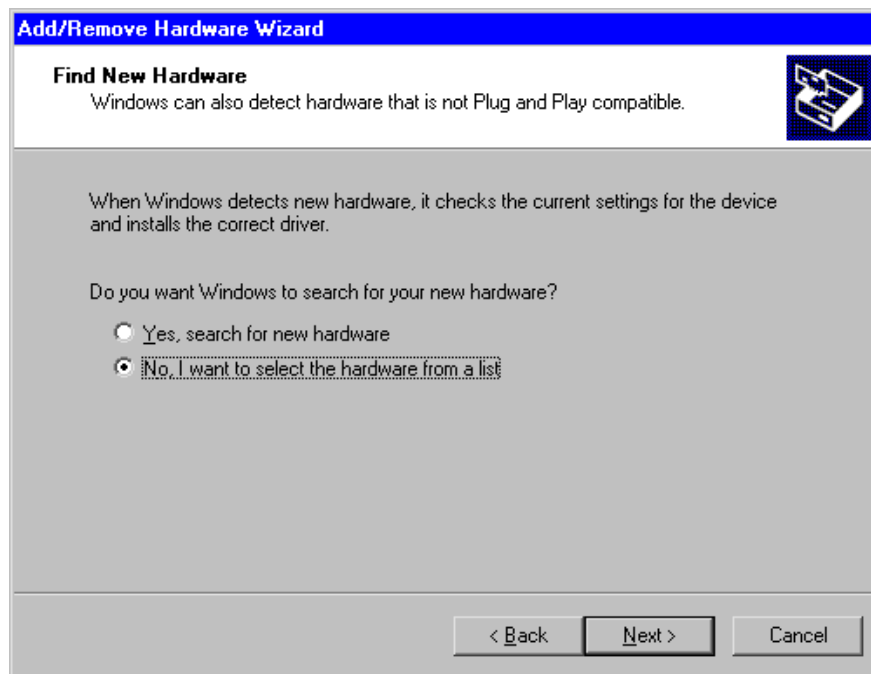 Add/Remove Hardware Wizard
Find New Hardware
Windows can also detect hardware that is not Plug and Play compatible.
When Windows detects new hardware, it checks the current settings for the device
and installs the correct driver.
Do you want Windows to search for your new hardware?
Yes, search for new hardware
No, I want to select the hardware from a list
< Back
Next >
Cancel